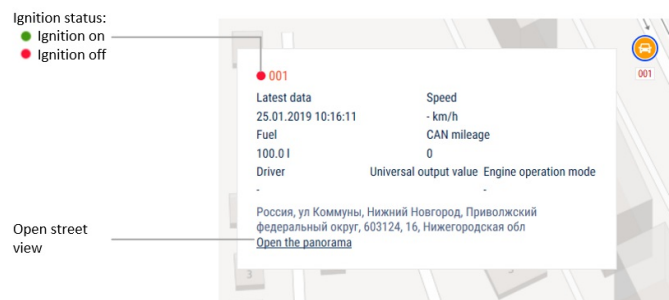 Ignition status:
Ignition on
Ignition off
001
001
Latest data Speed
25.01.2019 10:16:11 - km/h
Fuel CAN mileage
100.0 l 0
Driver Universal output value Engine operation mode
- -
Россия, ул Коммуны, Нижний Новгород, Приволжский
федеральный округ, 603124, 16, Нижегородская обл
Open the panorama
Open street
view
3